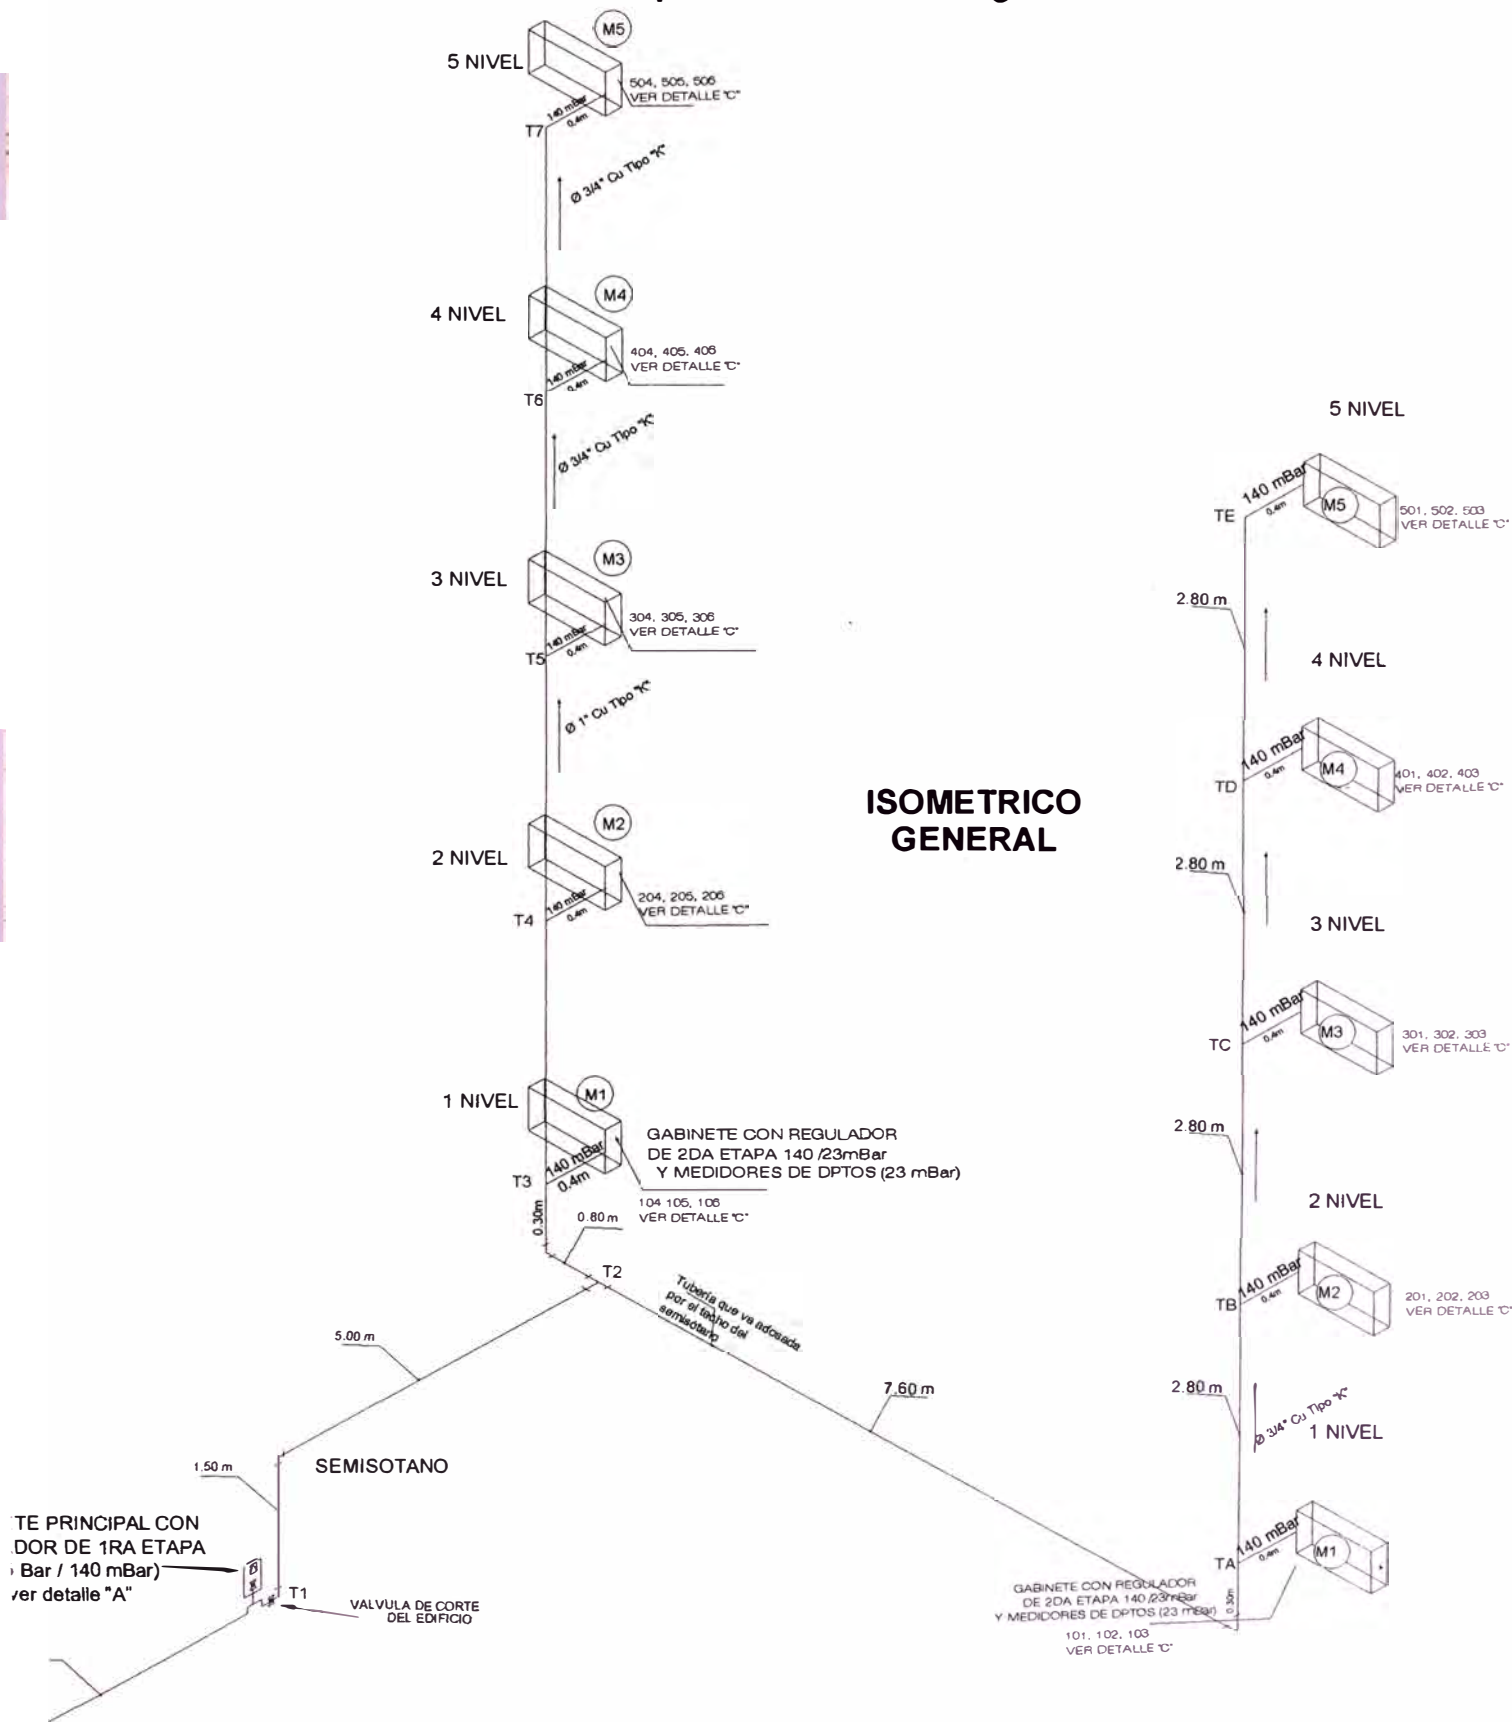 5 NIVEL
M5
504, 505, 506
VER DETALLE "C"
140 mBar
0.4m
T7
Ø 3/4" Cu Tipo "K"
4 NIVEL
M4
404, 405, 406
VER DETALLE "C"
140 mBar
0.4m
T6
Ø 3/4" Cu Tipo "K"
3 NIVEL
M3
304, 305, 306
VER DETALLE "C"
140 mBar
0.4m
T5
Ø 1" Cu Tipo "K"
2 NIVEL
M2
204, 205, 206
VER DETALLE "C"
140 mBar
0.4m
T4
1 NIVEL
M1
GABINETE CON REGULADOR
DE 2DA ETAPA 140 /23mBar
Y MEDIDORES DE DPTOS (23 mBar)
140 mBar
0.4m
T3
104 105, 106
VER DETALLE "C"
0.30m
0.80 m
T2
Tubería que va adosada
por el techo del
semisótano
5.00 m
7.60 m
1.50 m
SEMISOTANO
TE PRINCIPAL CON
DOR DE 1RA ETAPA
Bar / 140 mBar)
ver detalle "A"
T1
VALVULA DE CORTE
DEL EDIFICIO
ISOMETRICO
GENERAL
5 NIVEL
TE
140 mBar
0.4m
M5
501, 502, 503
VER DETALLE "C"
2.80 m
4 NIVEL
TD
140 mBar
0.4m
M4
401, 402, 403
VER DETALLE "C"
2.80 m
3 NIVEL
TC
140 mBar
0.4m
M3
301, 302, 303
VER DETALLE "C"
2.80 m
2 NIVEL
TB
140 mBar
0.4m
M2
201, 202, 203
VER DETALLE "C"
2.80 m
Ø 3/4" Cu Tipo "K"
1 NIVEL
TA
140 mBar
0.4m
M1
0.30m
GABINETE CON REGULADOR
DE 2DA ETAPA 140 /23mBar
Y MEDIDORES DE DPTOS (23 mBar)
101, 102, 103
VER DETALLE "C"